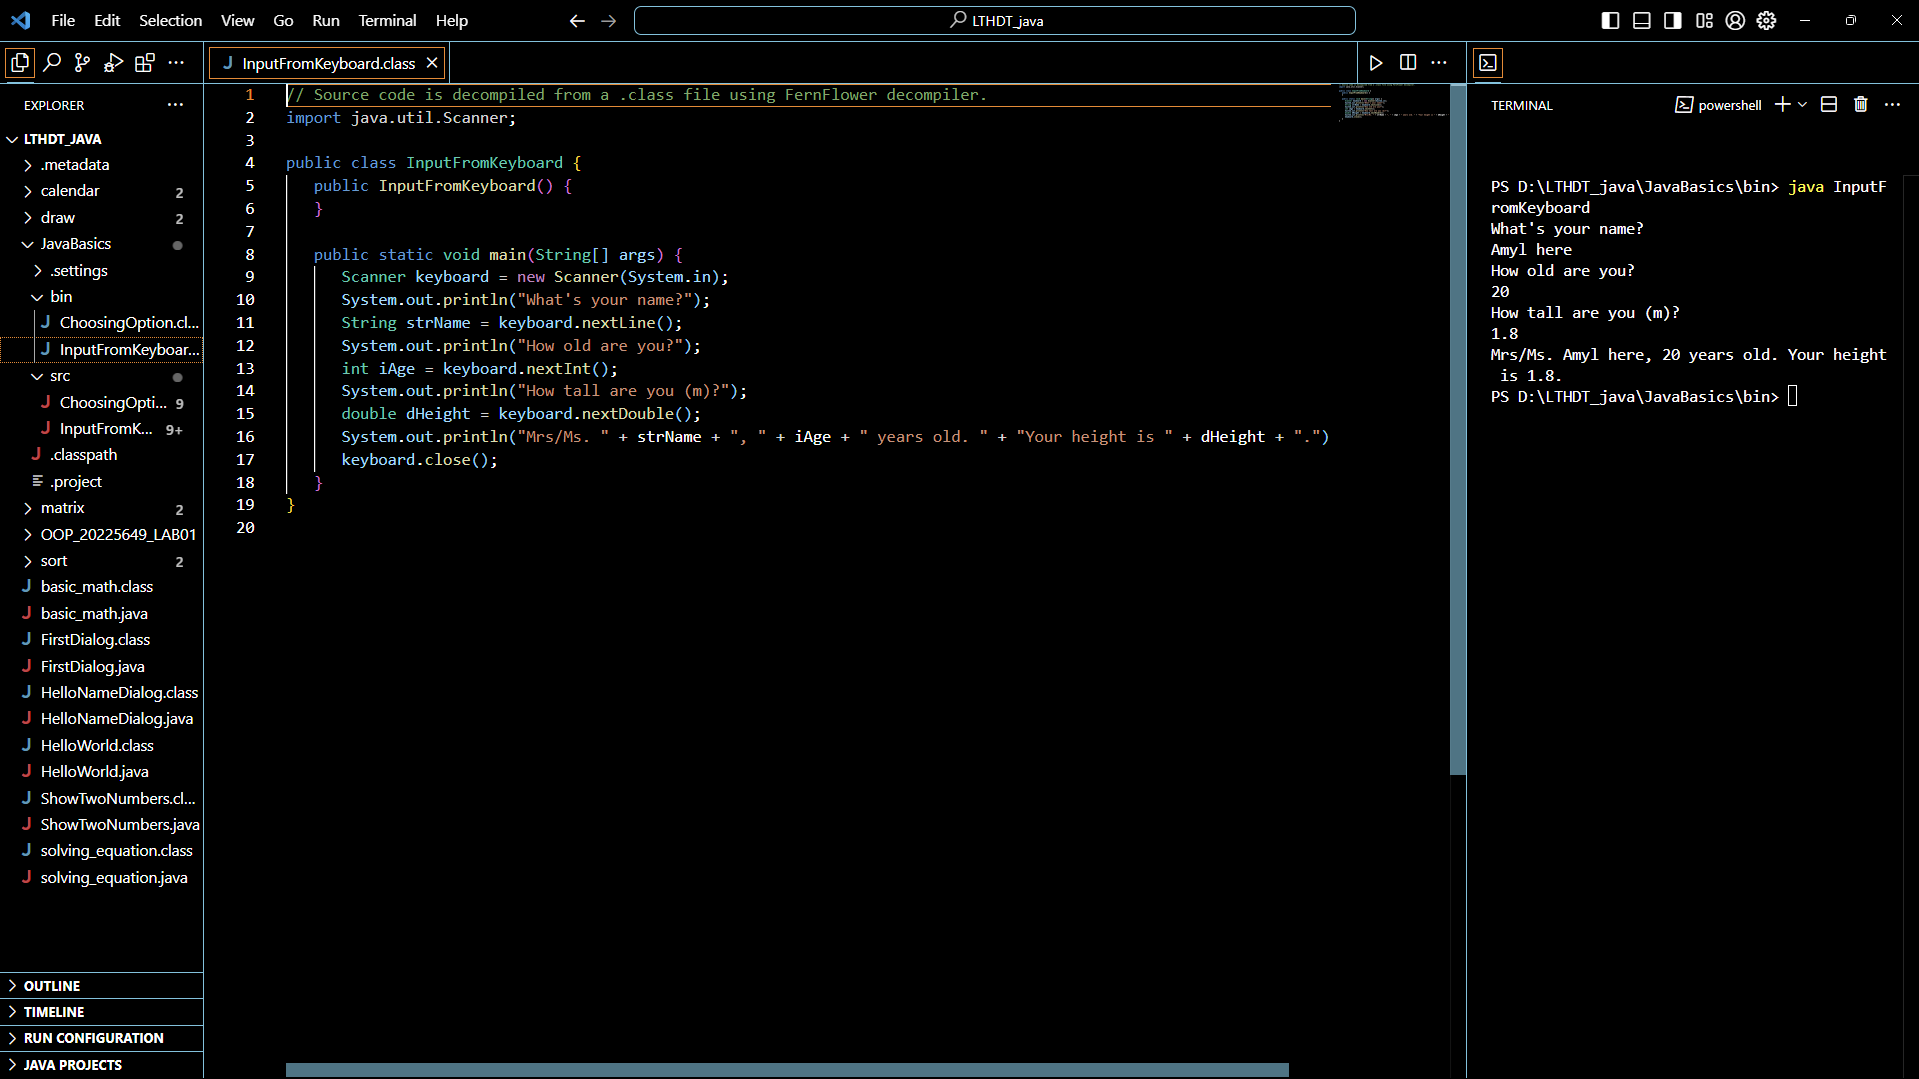 File Edit Selection View Go Run Terminal Help
LTHDT_java
EXPLORER
LTHDT_JAVA
.metadata
calendar 2
draw 2
JavaBasics
.settings
bin
ChoosingOption.cl...
InputFromKeyboar...
src
ChoosingOpti... 9
InputFromK... 9+
.classpath
.project
matrix 2
OOP_20225649_LAB01
sort 2
basic_math.class
basic_math.java
FirstDialog.class
FirstDialog.java
HelloNameDialog.class
HelloNameDialog.java
HelloWorld.class
HelloWorld.java
ShowTwoNumbers.cl...
ShowTwoNumbers.java
solving_equation.class
solving_equation.java
OUTLINE
TIMELINE
RUN CONFIGURATION
JAVA PROJECTS
InputFromKeyboard.class
1 // Source code is decompiled from a .class file using FernFlower decompiler.
2 import java.util.Scanner;
3
4 public class InputFromKeyboard {
5 public InputFromKeyboard() {
6 }
7
8 public static void main(String[] args) {
9 Scanner keyboard = new Scanner(System.in);
10 System.out.println("What's your name?");
11 String strName = keyboard.nextLine();
12 System.out.println("How old are you?");
13 int iAge = keyboard.nextInt();
14 System.out.println("How tall are you (m)?");
15 double dHeight = keyboard.nextDouble();
16 System.out.println("Mrs/Ms. " + strName + ", " + iAge + " years old. " + "Your height is " + dHeight + ".")
17 keyboard.close();
18 }
19 }
20
TERMINAL
powershell
PS D:\LTHDT_java\JavaBasics\bin> java InputF
romKeyboard
What's your name?
Amyl here
How old are you?
20
How tall are you (m)?
1.8
Mrs/Ms. Amyl here, 20 years old. Your height
is 1.8.
PS D:\LTHDT_java\JavaBasics\bin>